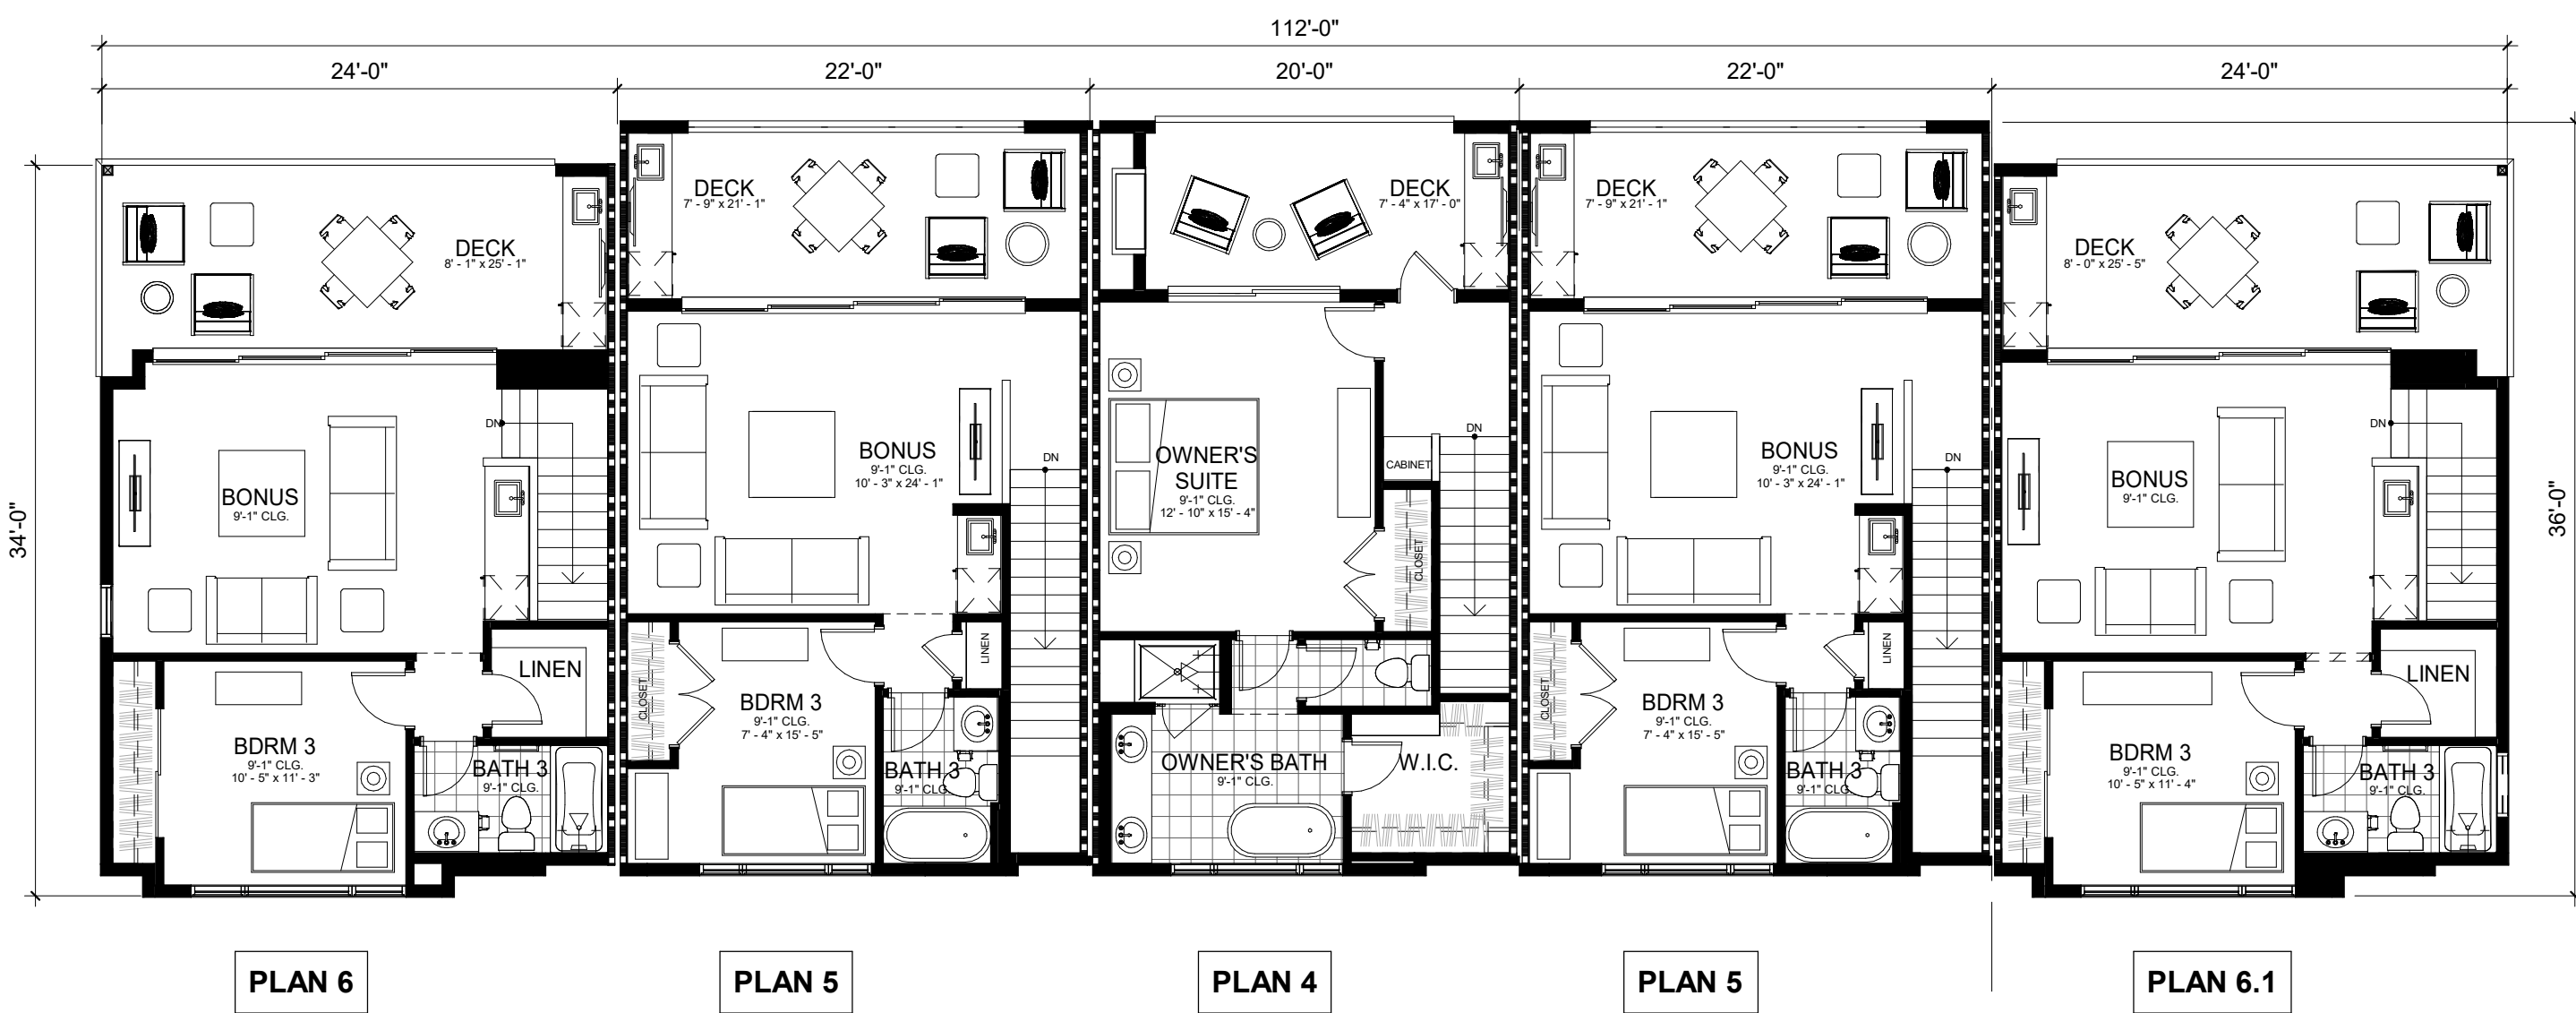 112'-0"
24'-0"
22'-0"
20'-0"
22'-0"
24'-0"
34'-0"
36'-0"
DECK
8' - 1" x 25' - 1"
DN
BONUS
9'-1" CLG.
LINEN
BDRM 3
9'-1" CLG.
10' - 5" x 11' - 3"
BATH 3
9'-1" CLG.
PLAN 6
DECK
7' - 9" x 21' - 1"
BONUS
9'-1" CLG.
10' - 3" x 24' - 1"
DN
LINEN
CLOSET
BDRM 3
9'-1" CLG.
7' - 4" x 15' - 5"
BATH 3
9'-1" CLG.
PLAN 5
DECK
7' - 4" x 17' - 0"
DN
OWNER'S
SUITE
9'-1" CLG.
12' - 10" x 15' - 4"
CABINET
CLOSET
OWNER'S BATH
9'-1" CLG.
W.I.C.
PLAN 4
DECK
7' - 9" x 21' - 1"
BONUS
9'-1" CLG.
10' - 3" x 24' - 1"
DN
LINEN
CLOSET
BDRM 3
9'-1" CLG.
7' - 4" x 15' - 5"
BATH 3
9'-1" CLG.
PLAN 5
DECK
8' - 0" x 25' - 5"
DN
BONUS
9'-1" CLG.
LINEN
BDRM 3
9'-1" CLG.
10' - 5" x 11' - 4"
BATH 3
9'-1" CLG.
PLAN 6.1